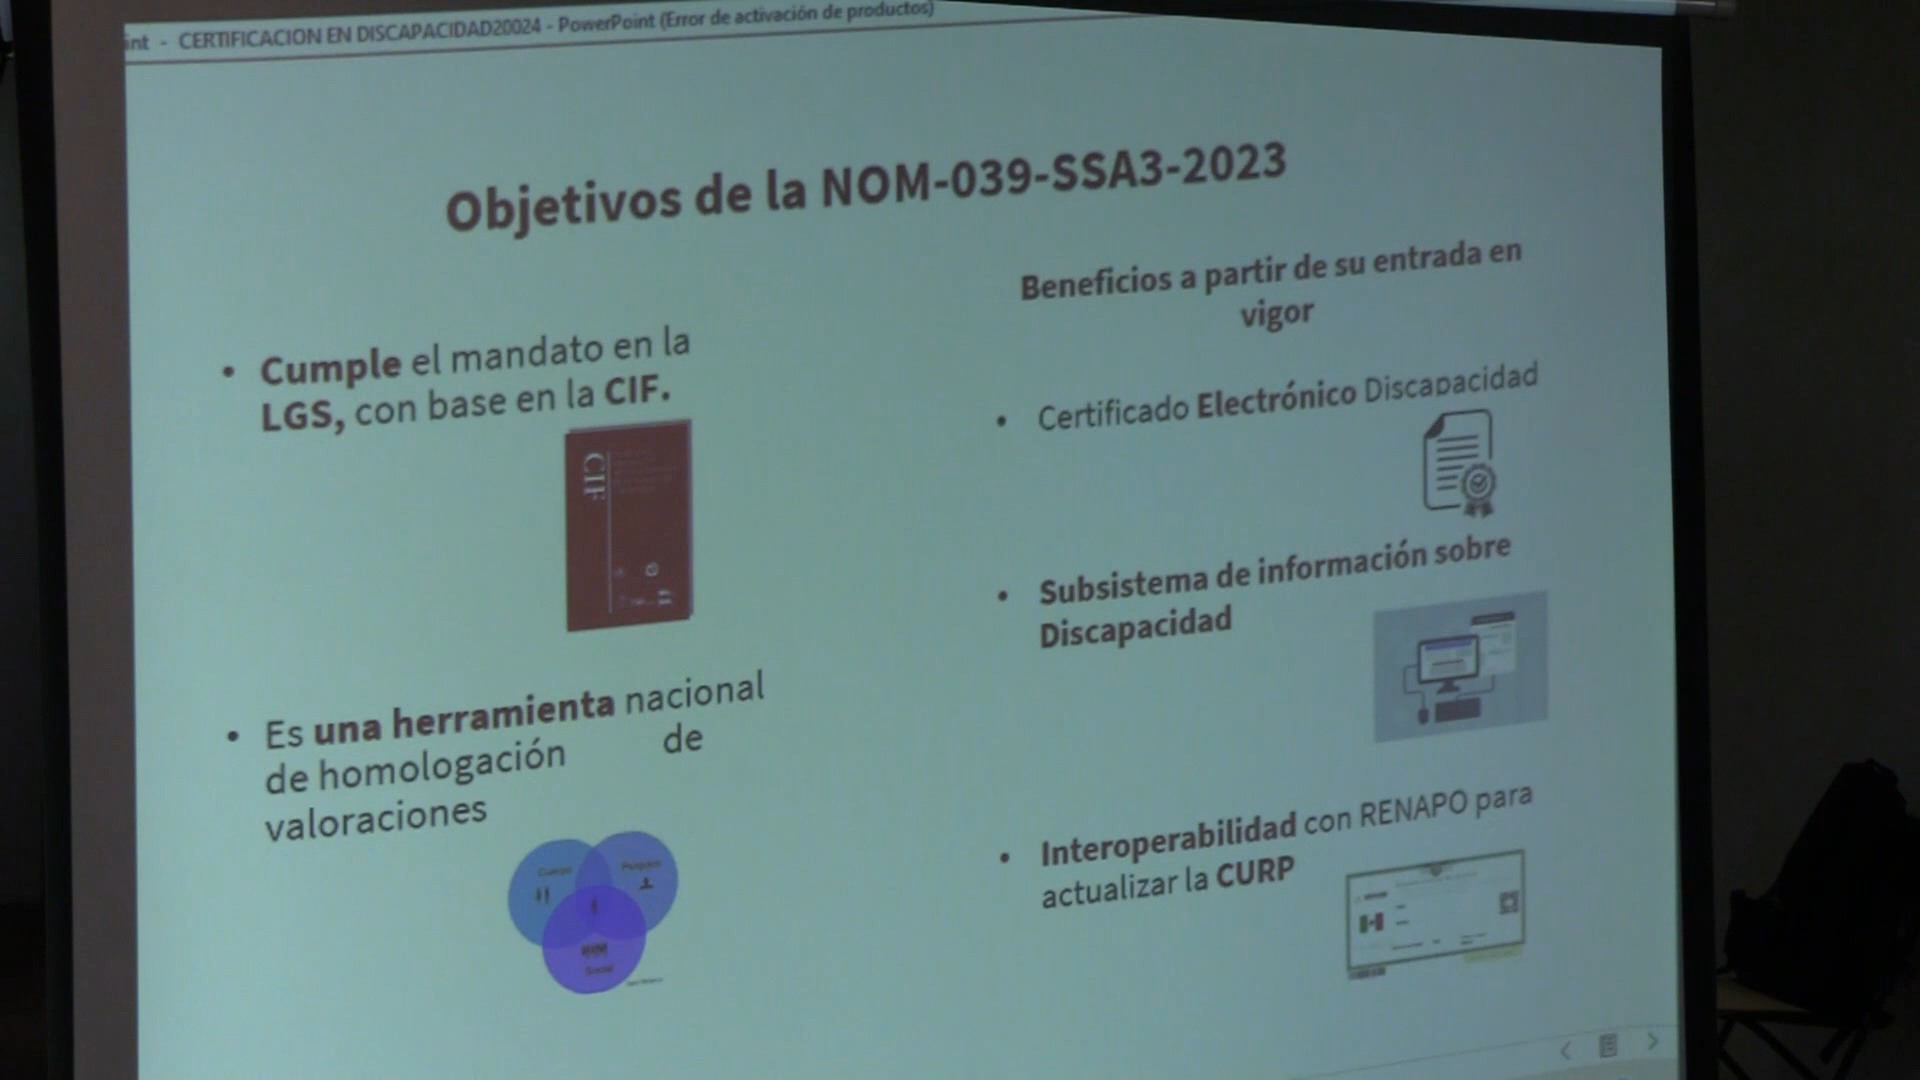 int - CERTIFICACION EN DISCAPACIDAD20024 - PowerPoint (Error de activación de productos)
Objetivos de la NOM-039-SSA3-2023
• Cumple el mandato en la
LGS, con base en la CIF.
CIF
• Es una herramienta nacional
de homologación de
valoraciones
Cuerpo
Social
Beneficios a partir de su entrada en
vigor
• Certificado Electrónico Discapacidad
• Subsistema de información sobre
Discapacidad
• Interoperabilidad con RENAPO para
actualizar la CURP